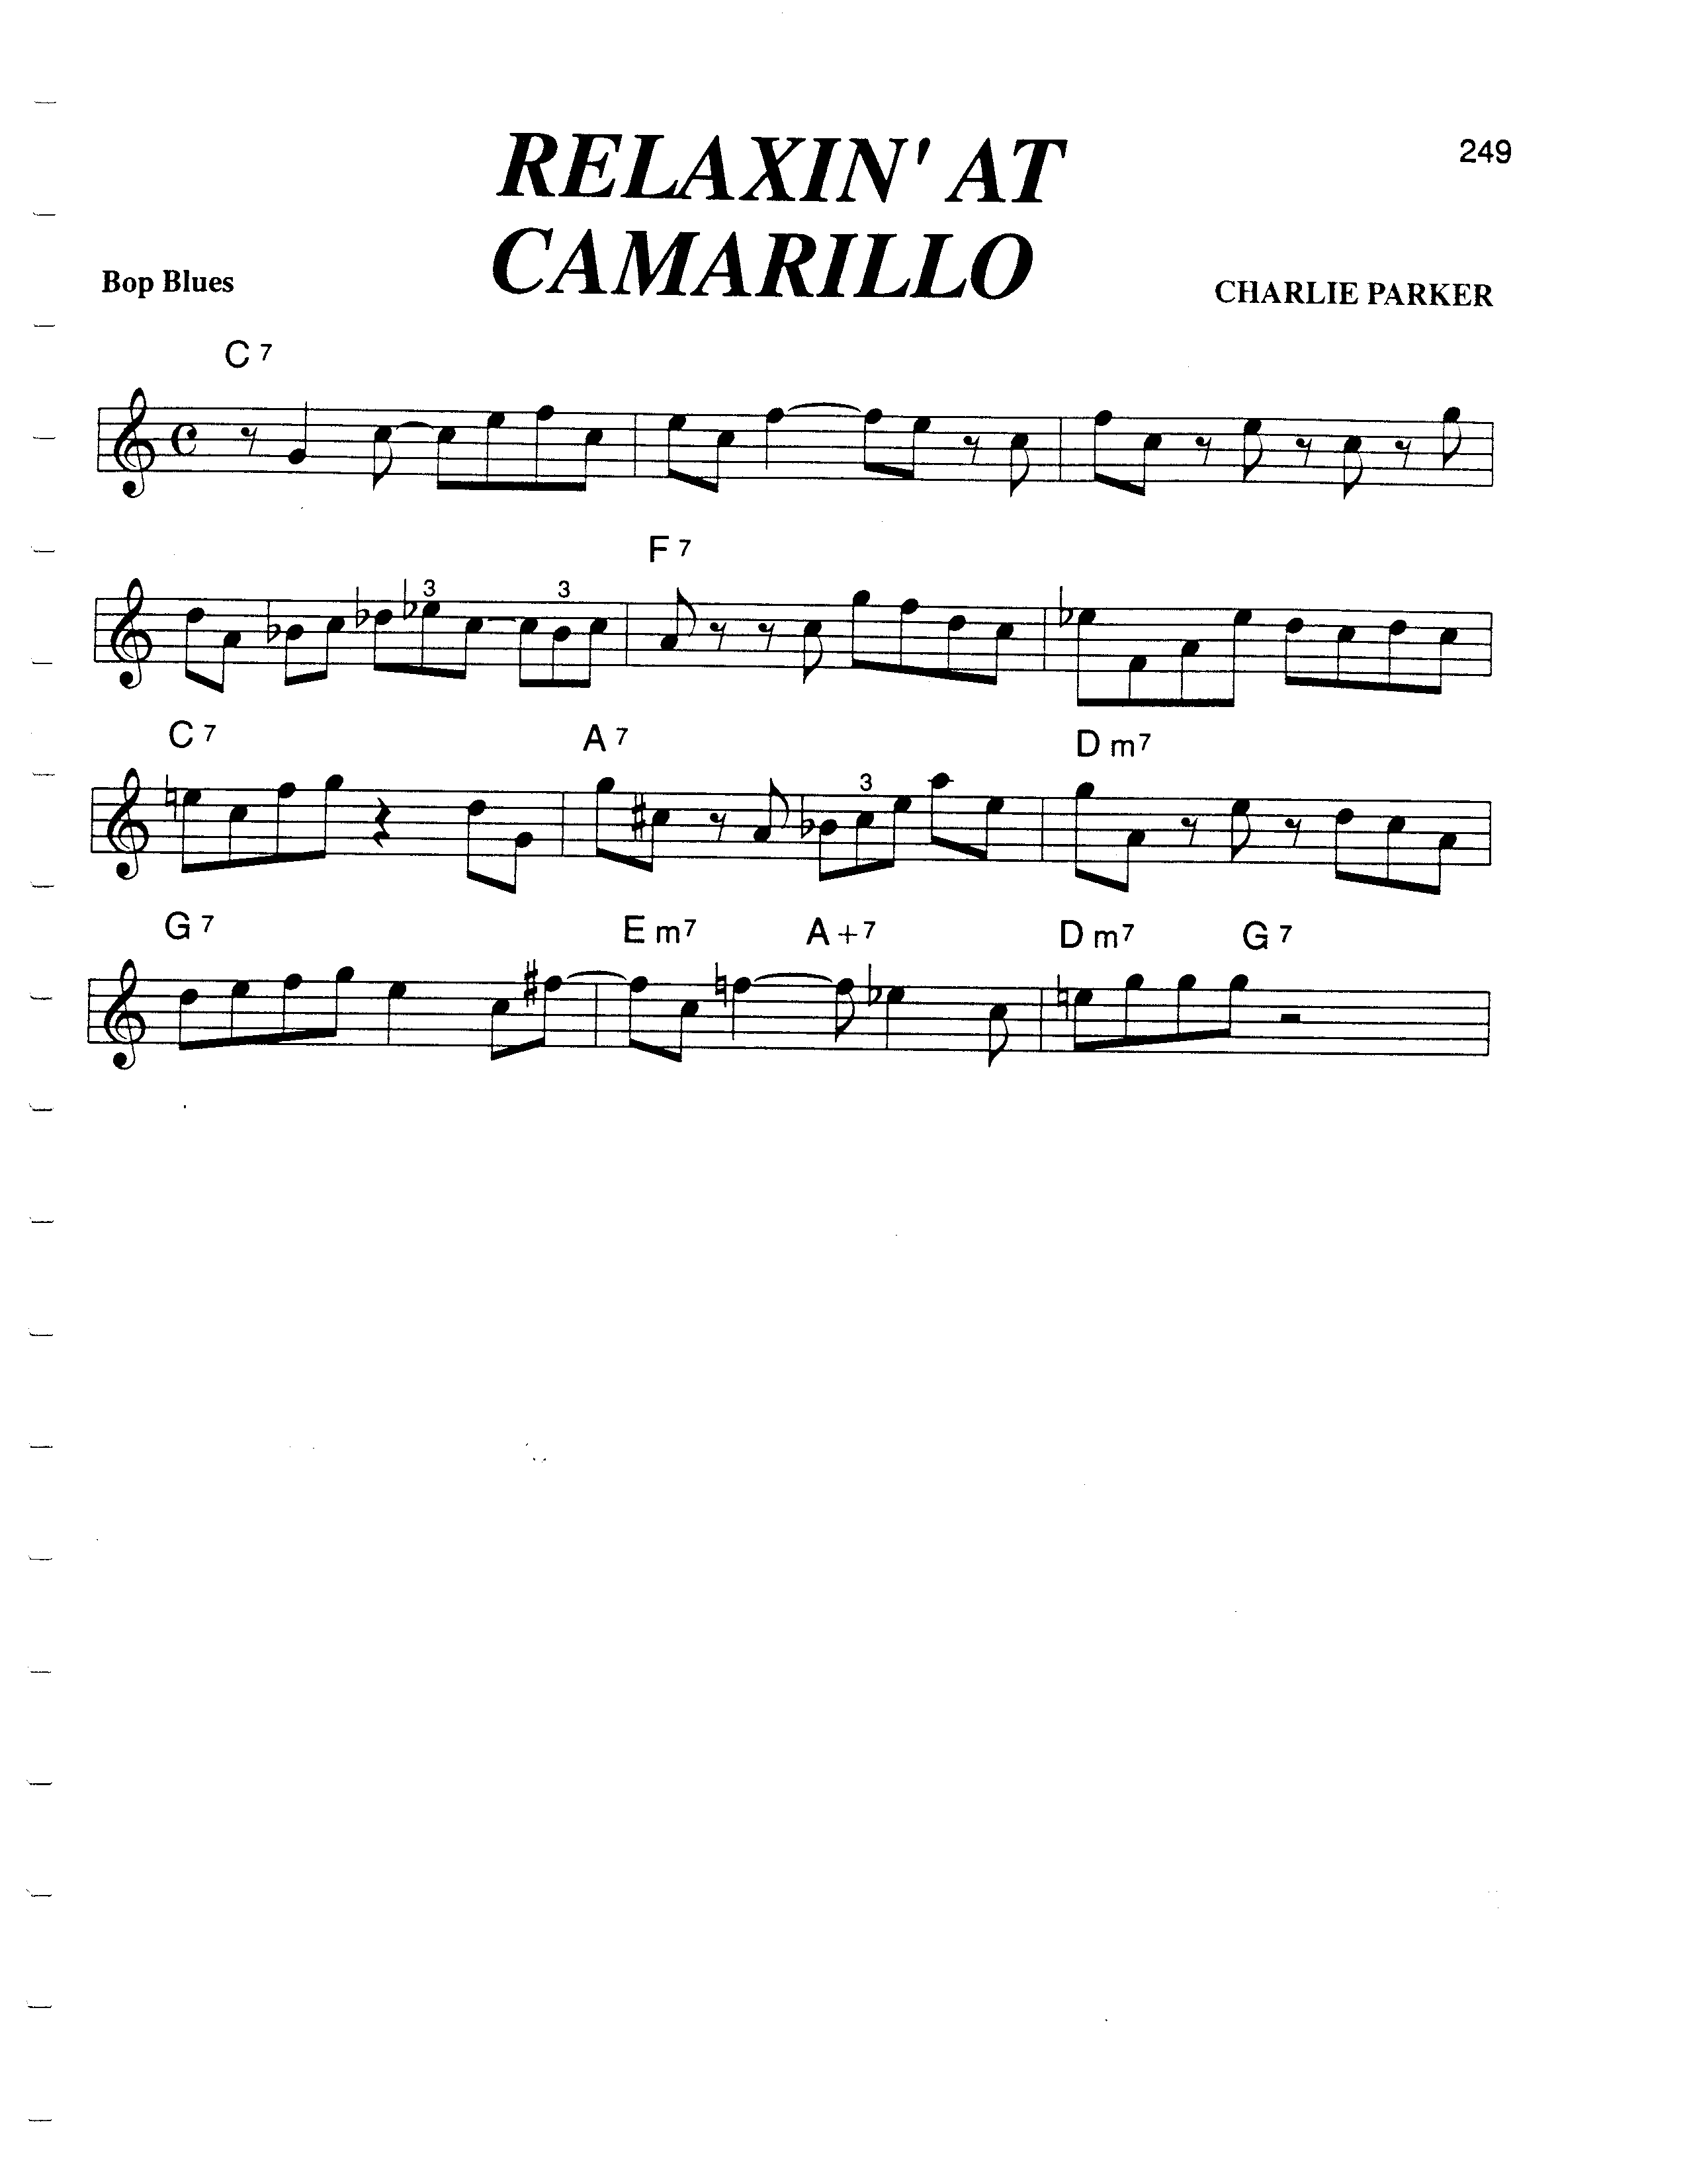 249
RELAXIN' AT
CAMARILLO
Bop Blues
CHARLIE PARKER
C 7
3 3 F 7
C 7 A 7 3 D m7
G 7 E m7 A +7 D m7 G 7